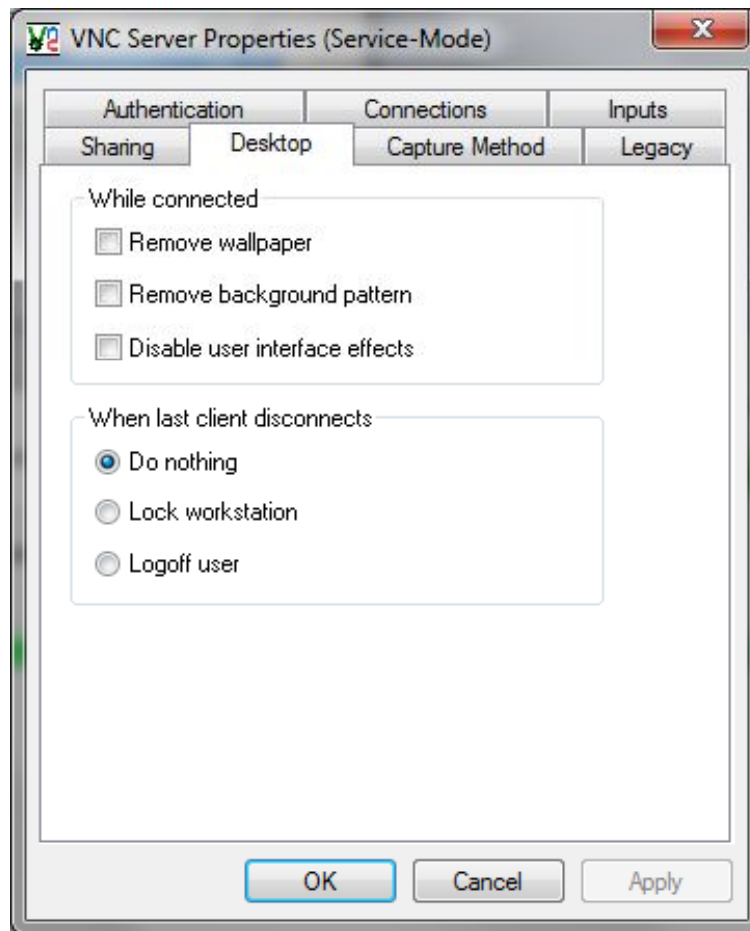 VNC Server Properties (Service-Mode)
Authentication Connections Inputs
Sharing Desktop Capture Method Legacy
While connected
Remove wallpaper
Remove background pattern
Disable user interface effects
When last client disconnects
Do nothing
Lock workstation
Logoff user
OK Cancel Apply